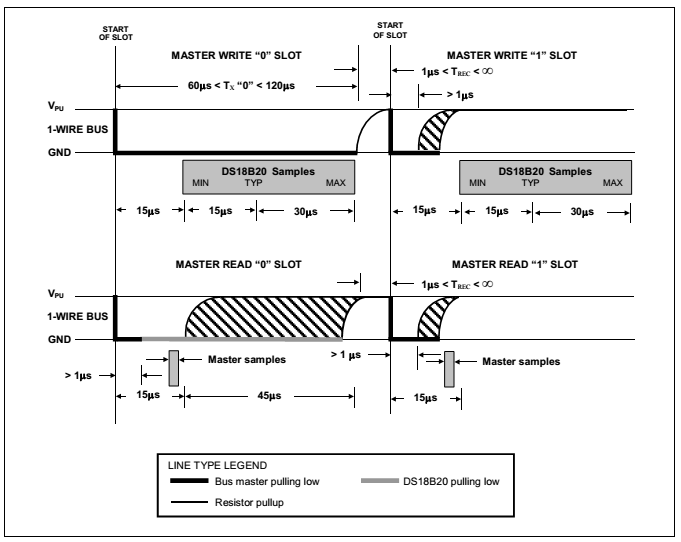 START
OF SLOT
START
OF SLOT
MASTER WRITE “0” SLOT
MASTER WRITE “1” SLOT
60µs < TX “0” < 120µs
1µs < TREC < ∞
> 1µs
VPU
1-WIRE BUS
GND
DS18B20 Samples
MIN TYP MAX
DS18B20 Samples
MIN TYP MAX
15µs
15µs
30µs
15µs
15µs
30µs
MASTER READ “0” SLOT
MASTER READ “1” SLOT
1µs < TREC < ∞
VPU
1-WIRE BUS
GND
Master samples
> 1µs
Master samples
> 1µs
15µs
45µs
15µs
LINE TYPE LEGEND
Bus master pulling low
DS18B20 pulling low
Resistor pullup